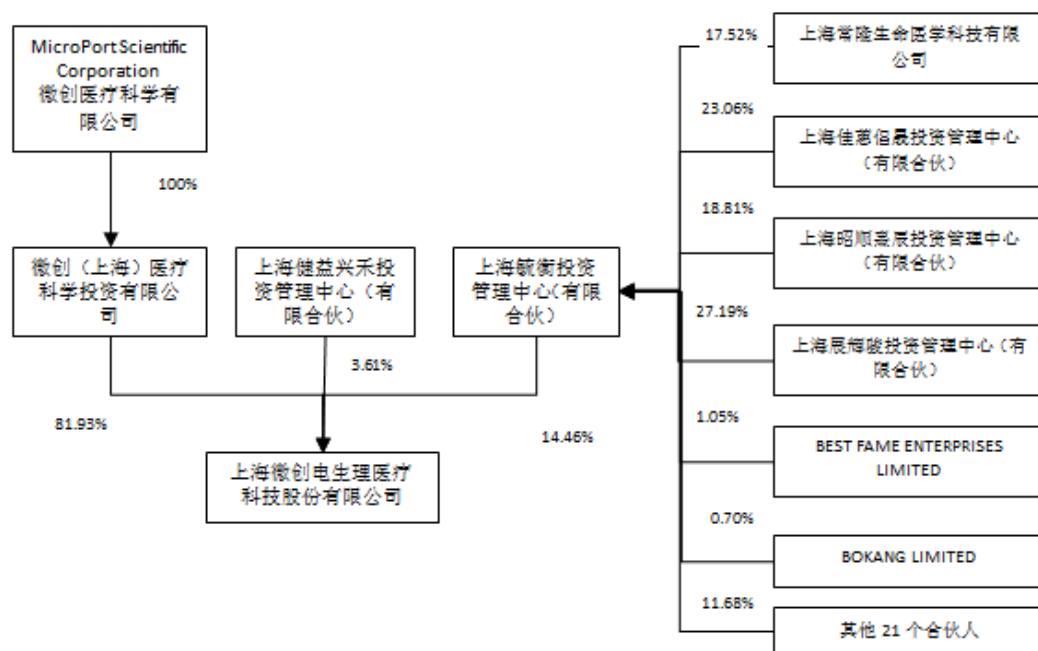 MicroPort Scientific
Corporation
微创医疗科学有
限公司
100%
微创（上海）医疗
科学投资有限公
司
上海健益兴禾投
资管理中心（有
限合伙）
上海毓衡投资
管理中心（有限
合伙）
3.61%
81.93%
14.46%
上海微创电生理医疗
科技股份有限公司
17.52%
上海常隆生命医学科技有限
公司
23.06%
上海佳蒽侣晟投资管理中心
（有限合伙）
18.81%
上海昭顺熹辰投资管理中心
（有限合伙）
27.19%
上海展辉骏投资管理中心（有
限合伙）
1.05%
BEST FAME ENTERPRISES
LIMITED
0.70%
BOKANG LIMITED
11.68%
其他 21 个合伙人